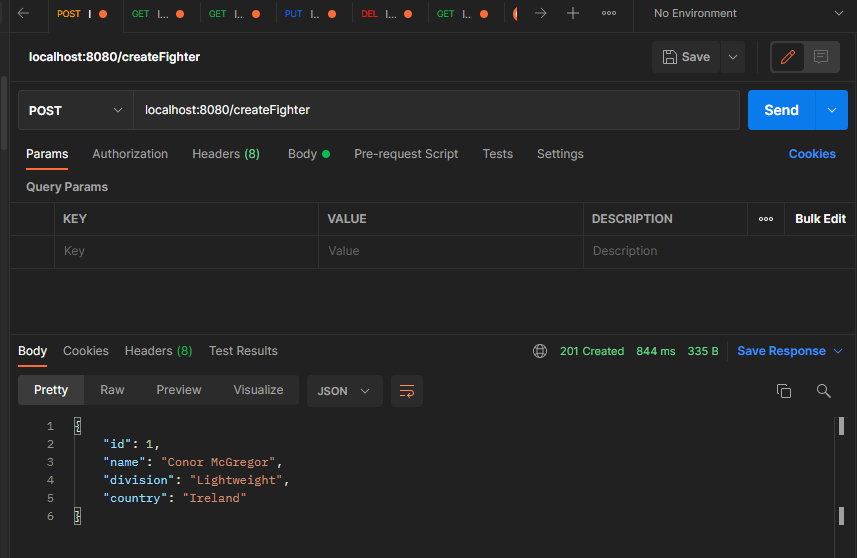 POST I GET I... GET I... PUT I... DEL I... GET I... No Environment
localhost:8080/createFighter Save
POST localhost:8080/createFighter Send
Params Authorization Headers (8) Body Pre-request Script Tests Settings Cookies
Query Params
KEY VALUE DESCRIPTION ooo Bulk Edit
Key Value Description
Body Cookies Headers (8) Test Results 201 Created 844 ms 335 B Save Response
Pretty Raw Preview Visualize JSON
1 {
2 "id": 1,
3 "name": "Conor McGregor",
4 "division": "Lightweight",
5 "country": "Ireland"
6 }